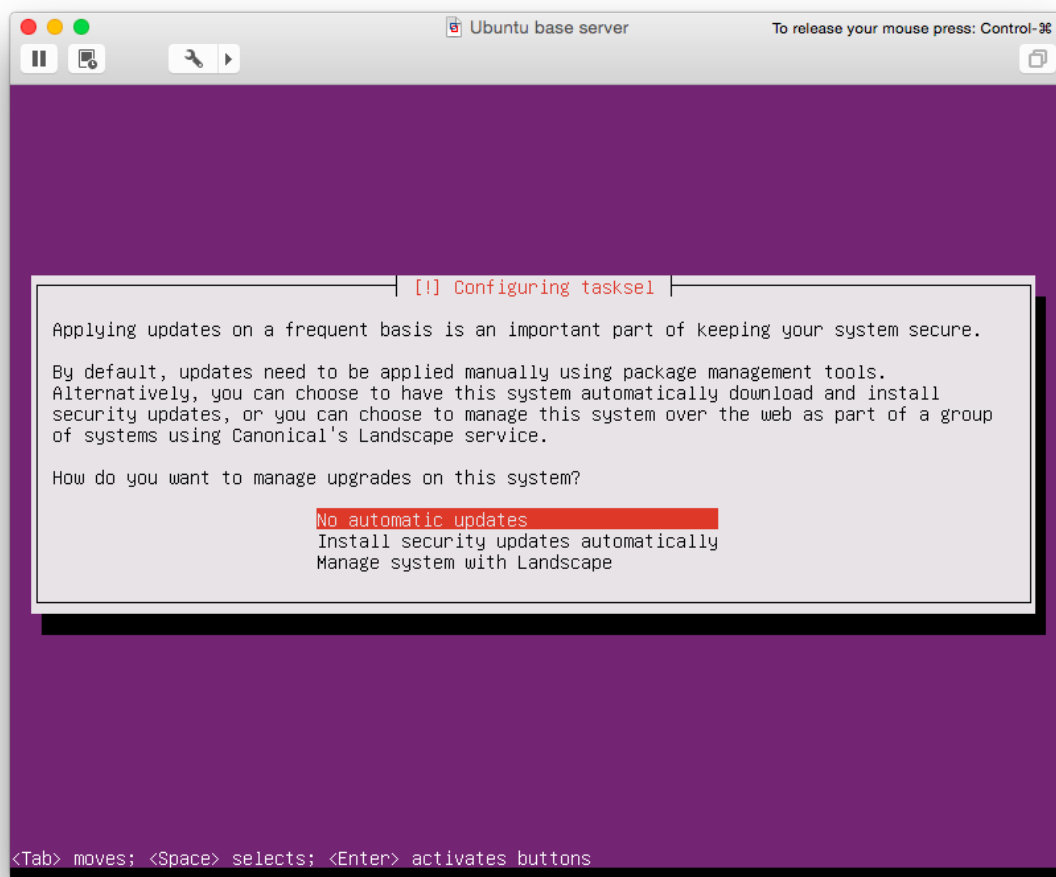 Ubuntu base server
To release your mouse press: Control-⌘
[!] Configuring tasksel
Applying updates on a frequent basis is an important part of keeping your system secure.
By default, updates need to be applied manually using package management tools.
Alternatively, you can choose to have this system automatically download and install
security updates, or you can choose to manage this system over the web as part of a group
of systems using Canonical's Landscape service.
How do you want to manage upgrades on this system?
No automatic updates
Install security updates automatically
Manage system with Landscape
<Tab> moves; <Space> selects; <Enter> activates buttons